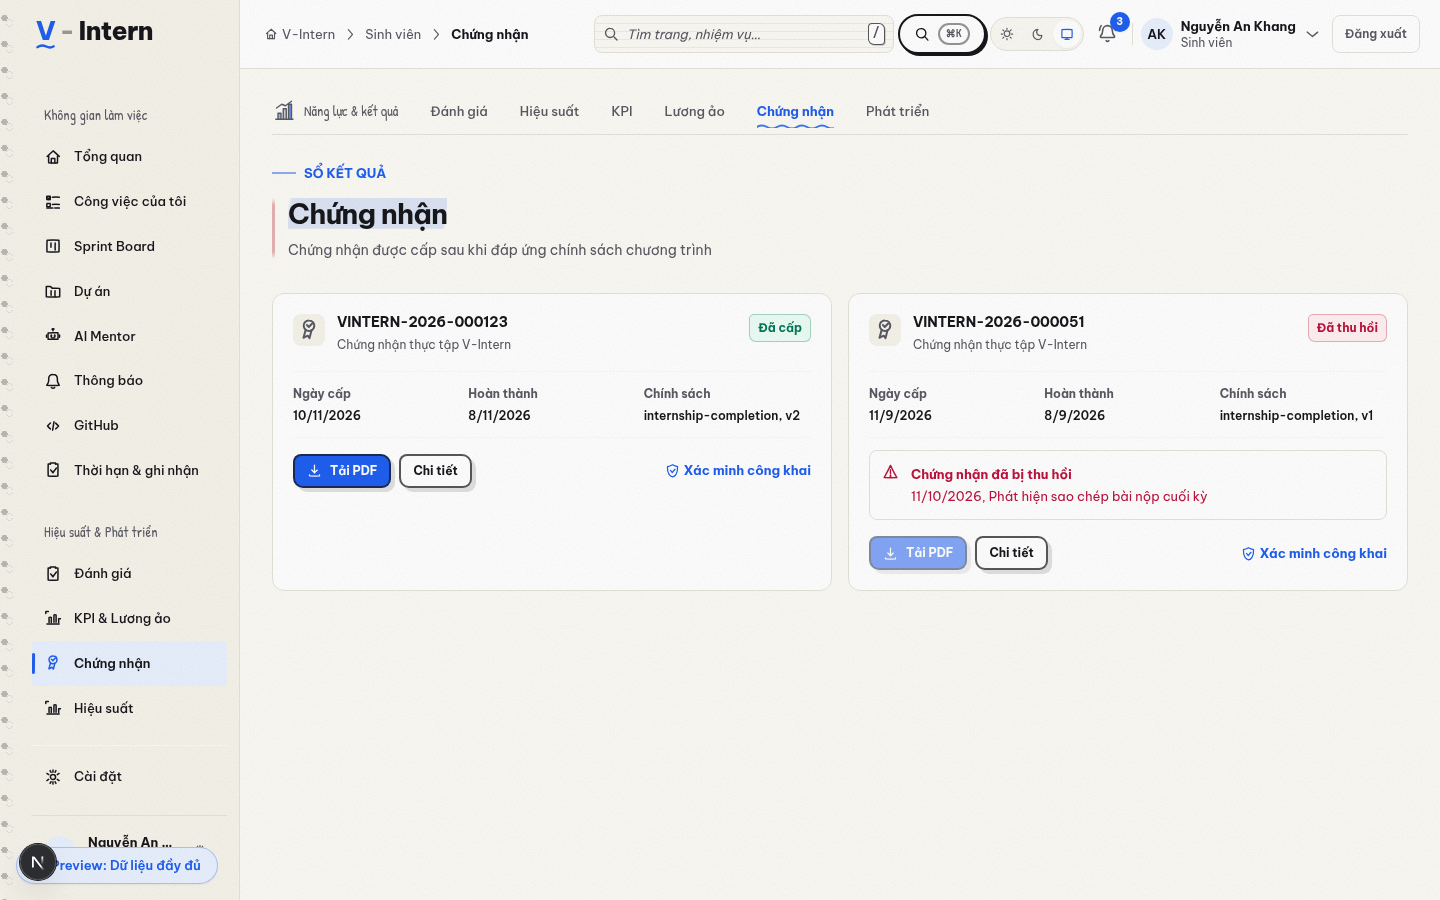 V - Intern
V-Intern > Sinh viên > Chứng nhận
Tìm trang, nhiệm vụ... /
⌘K
3
AK
Nguyễn An Khang
Sinh viên
Đăng xuất
Không gian làm việc
Tổng quan
Công việc của tôi
Sprint Board
Dự án
AI Mentor
Thông báo
GitHub
Thời hạn & ghi nhận
Hiệu suất & Phát triển
Đánh giá
KPI & Lương ảo
Chứng nhận
Hiệu suất
Cài đặt
Nguyễn An ...
N
Preview: Dữ liệu đầy đủ
Năng lực & kết quả
Đánh giá
Hiệu suất
KPI
Lương ảo
Chứng nhận
Phát triển
SỔ KẾT QUẢ
Chứng nhận
Chứng nhận được cấp sau khi đáp ứng chính sách chương trình
VINTERN-2026-000123
Đã cấp
Chứng nhận thực tập V-Intern
Ngày cấp
Hoàn thành
Chính sách
10/11/2026
8/11/2026
internship-completion, v2
Tải PDF
Chi tiết
Xác minh công khai
VINTERN-2026-000051
Đã thu hồi
Chứng nhận thực tập V-Intern
Ngày cấp
Hoàn thành
Chính sách
11/9/2026
8/9/2026
internship-completion, v1
Chứng nhận đã bị thu hồi
11/10/2026, Phát hiện sao chép bài nộp cuối kỳ
Tải PDF
Chi tiết
Xác minh công khai